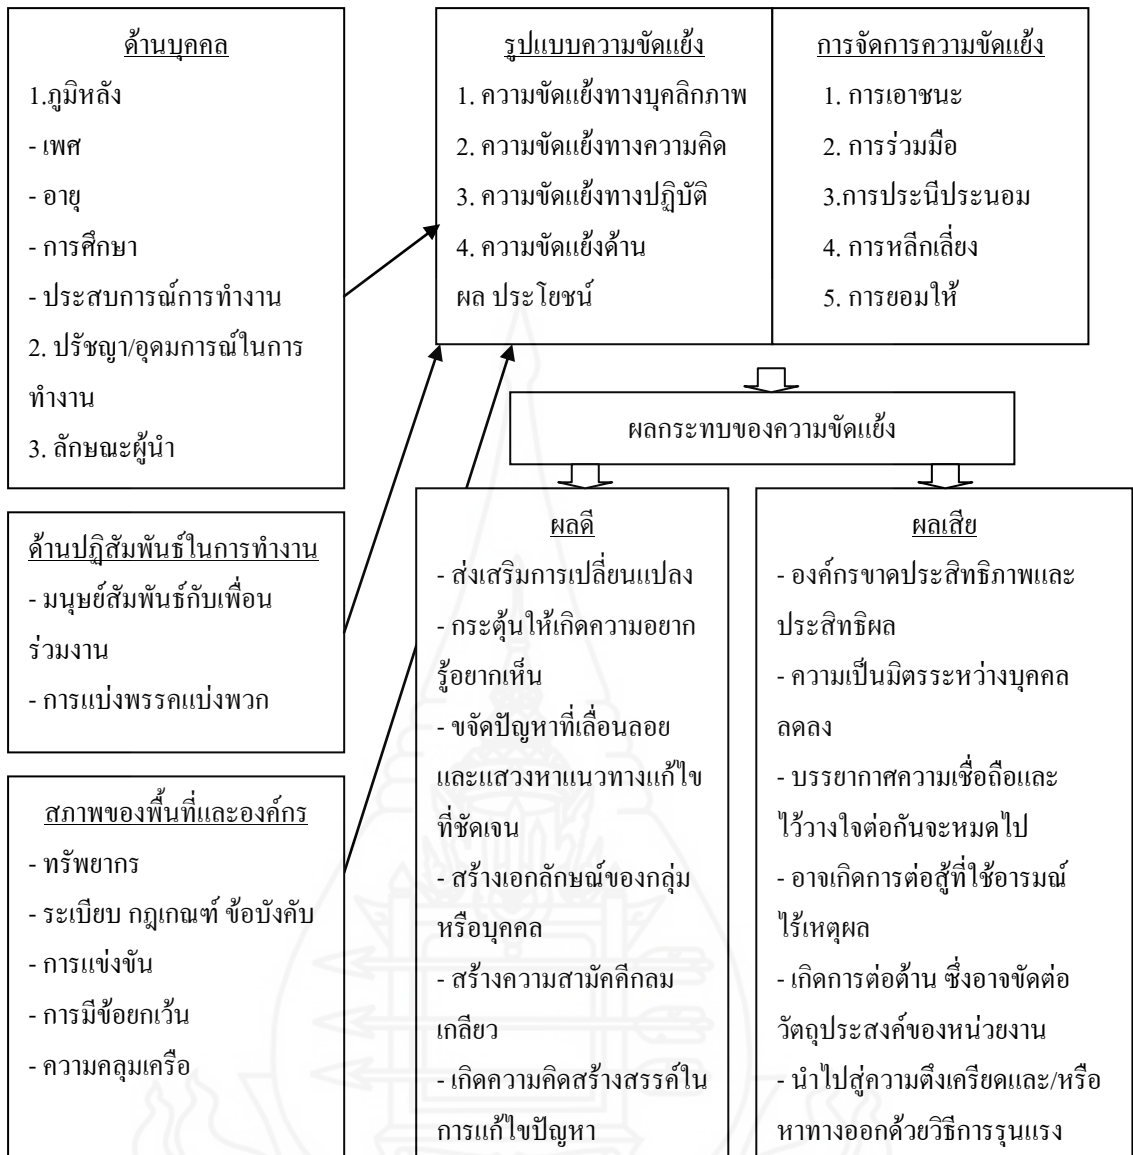 ด้านบุคคล
1.ภูมิหลัง
- เพศ
- อายุ
- การศึกษา
- ประสบการณ์การทำงาน
2. ปรัชญา/อุดมการณ์ในการ
ทำงาน
3. ลักษณะผู้นำ
ด้านปฏิสัมพันธ์ในการทำงาน
- มนุษย์สัมพันธ์กับเพื่อน
ร่วมงาน
- การแบ่งพรรคแบ่งพวก
สภาพของพื้นที่และองค์กร
- ทรัพยากร
- ระเบียบ กฎเกณฑ์ ข้อบังคับ
- การแข่งขัน
- การมีข้อยกเว้น
- ความคลุมเครือ
รูปแบบความขัดแย้ง
1. ความขัดแย้งทางบุคลิกภาพ
2. ความขัดแย้งทางความคิด
3. ความขัดแย้งทางปฏิบัติ
4. ความขัดแย้งด้าน
ผล ประโยชน์
การจัดการความขัดแย้ง
1. การเอาชนะ
2. การร่วมมือ
3.การประนีประนอม
4. การหลีกเลี่ยง
5. การยอมให้
ผลกระทบของความขัดแย้ง
ผลดี
- ส่งเสริมการเปลี่ยนแปลง
- กระตุ้นให้เกิดความอยาก
รู้อยากเห็น
- ขจัดปัญหาที่เลื่อนลอย
และแสวงหาแนวทางแก้ไข
ที่ชัดเจน
- สร้างเอกลักษณ์ของกลุ่ม
หรือบุคคล
- สร้างความสามัคคีกลม
เกลียว
- เกิดความคิดสร้างสรรค์ใน
การแก้ไขปัญหา
ผลเสีย
- องค์กรขาดประสิทธิภาพและ
ประสิทธิผล
- ความเป็นมิตรระหว่างบุคคล
ลดลง
- บรรยากาศความเชื่อถือและ
ไว้วางใจต่อกันจะหมดไป
- อาจเกิดการต่อสู้ที่ใช้อารมณ์
ไร้เหตุผล
- เกิดการต่อต้าน ซึ่งอาจขัดต่อ
วัตถุประสงค์ของหน่วยงาน
- นำไปสู่ความตึงเครียดและ/หรือ
หาทางออกด้วยวิธีการรุนแรง